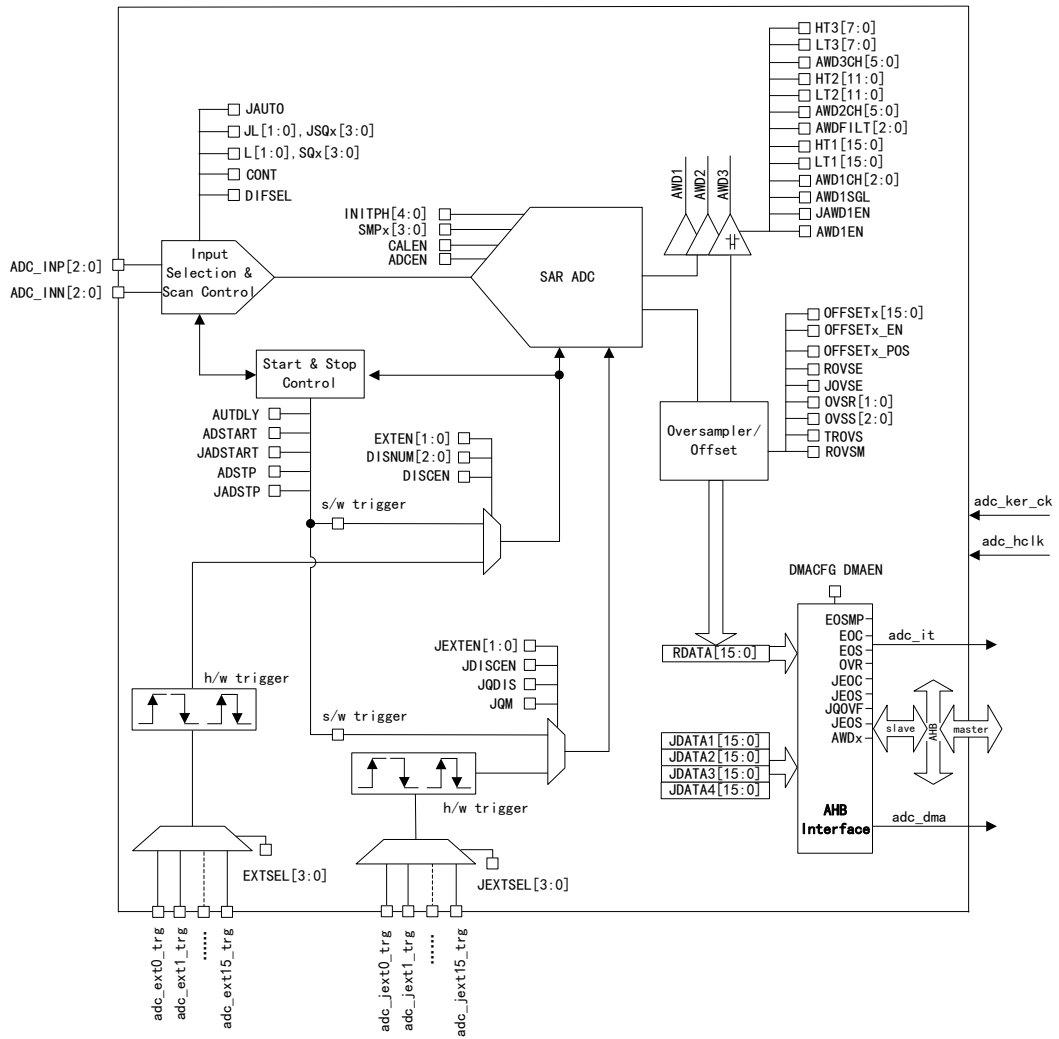 HT3[7:0]
LT3[7:0]
AWD3CH[5:0]
HT2[11:0]
LT2[11:0]
AWD2CH[5:0]
AWDFILT[2:0]
HT1[15:0]
LT1[15:0]
AWD1CH[2:0]
AWD1SGL
JAWD1EN
AWD1EN
JAUTO
JL[1:0],JSQx[3:0]
L[1:0],SQx[3:0]
CONT
DIFSEL
AWD1
AWD2
AWD3
INITPH[4:0]
SMPx[3:0]
CALEN
ADCEN
ADC_INP[2:0]
ADC_INN[2:0]
Input
Selection &
Scan Control
SAR ADC
OFFSETx[15:0]
OFFSETx_EN
OFFSETx_POS
ROVSE
JOVSE
OVSR[1:0]
OVSS[2:0]
TROVS
ROVSM
Start & Stop
Control
Oversampler/
Offset
AUTDLY
ADSTART
JADSTART
ADSTP
JADSTP
EXTEN[1:0]
DISNUM[2:0]
DISCEN
s/w trigger
adc_ker_ck
adc_hclk
DMACFG DMAEN
EOSMP
EOC
EOS
OVR
JEOC
JEOS
JQOVF
JEOS
AWDx
adc_it
RDATA[15:0]
JEXTEN[1:0]
JDISCEN
JQDIS
JQM
h/w trigger
s/w trigger
slave
AHB
master
JDATA1[15:0]
JDATA2[15:0]
JDATA3[15:0]
JDATA4[15:0]
h/w trigger
AHB
Interface
adc_dma
EXTSEL[3:0]
JEXTSEL[3:0]
adc_ext0_trg
adc_ext1_trg
......
adc_ext15_trg
adc_jext0_trg
adc_jext1_trg
......
adc_jext15_trg